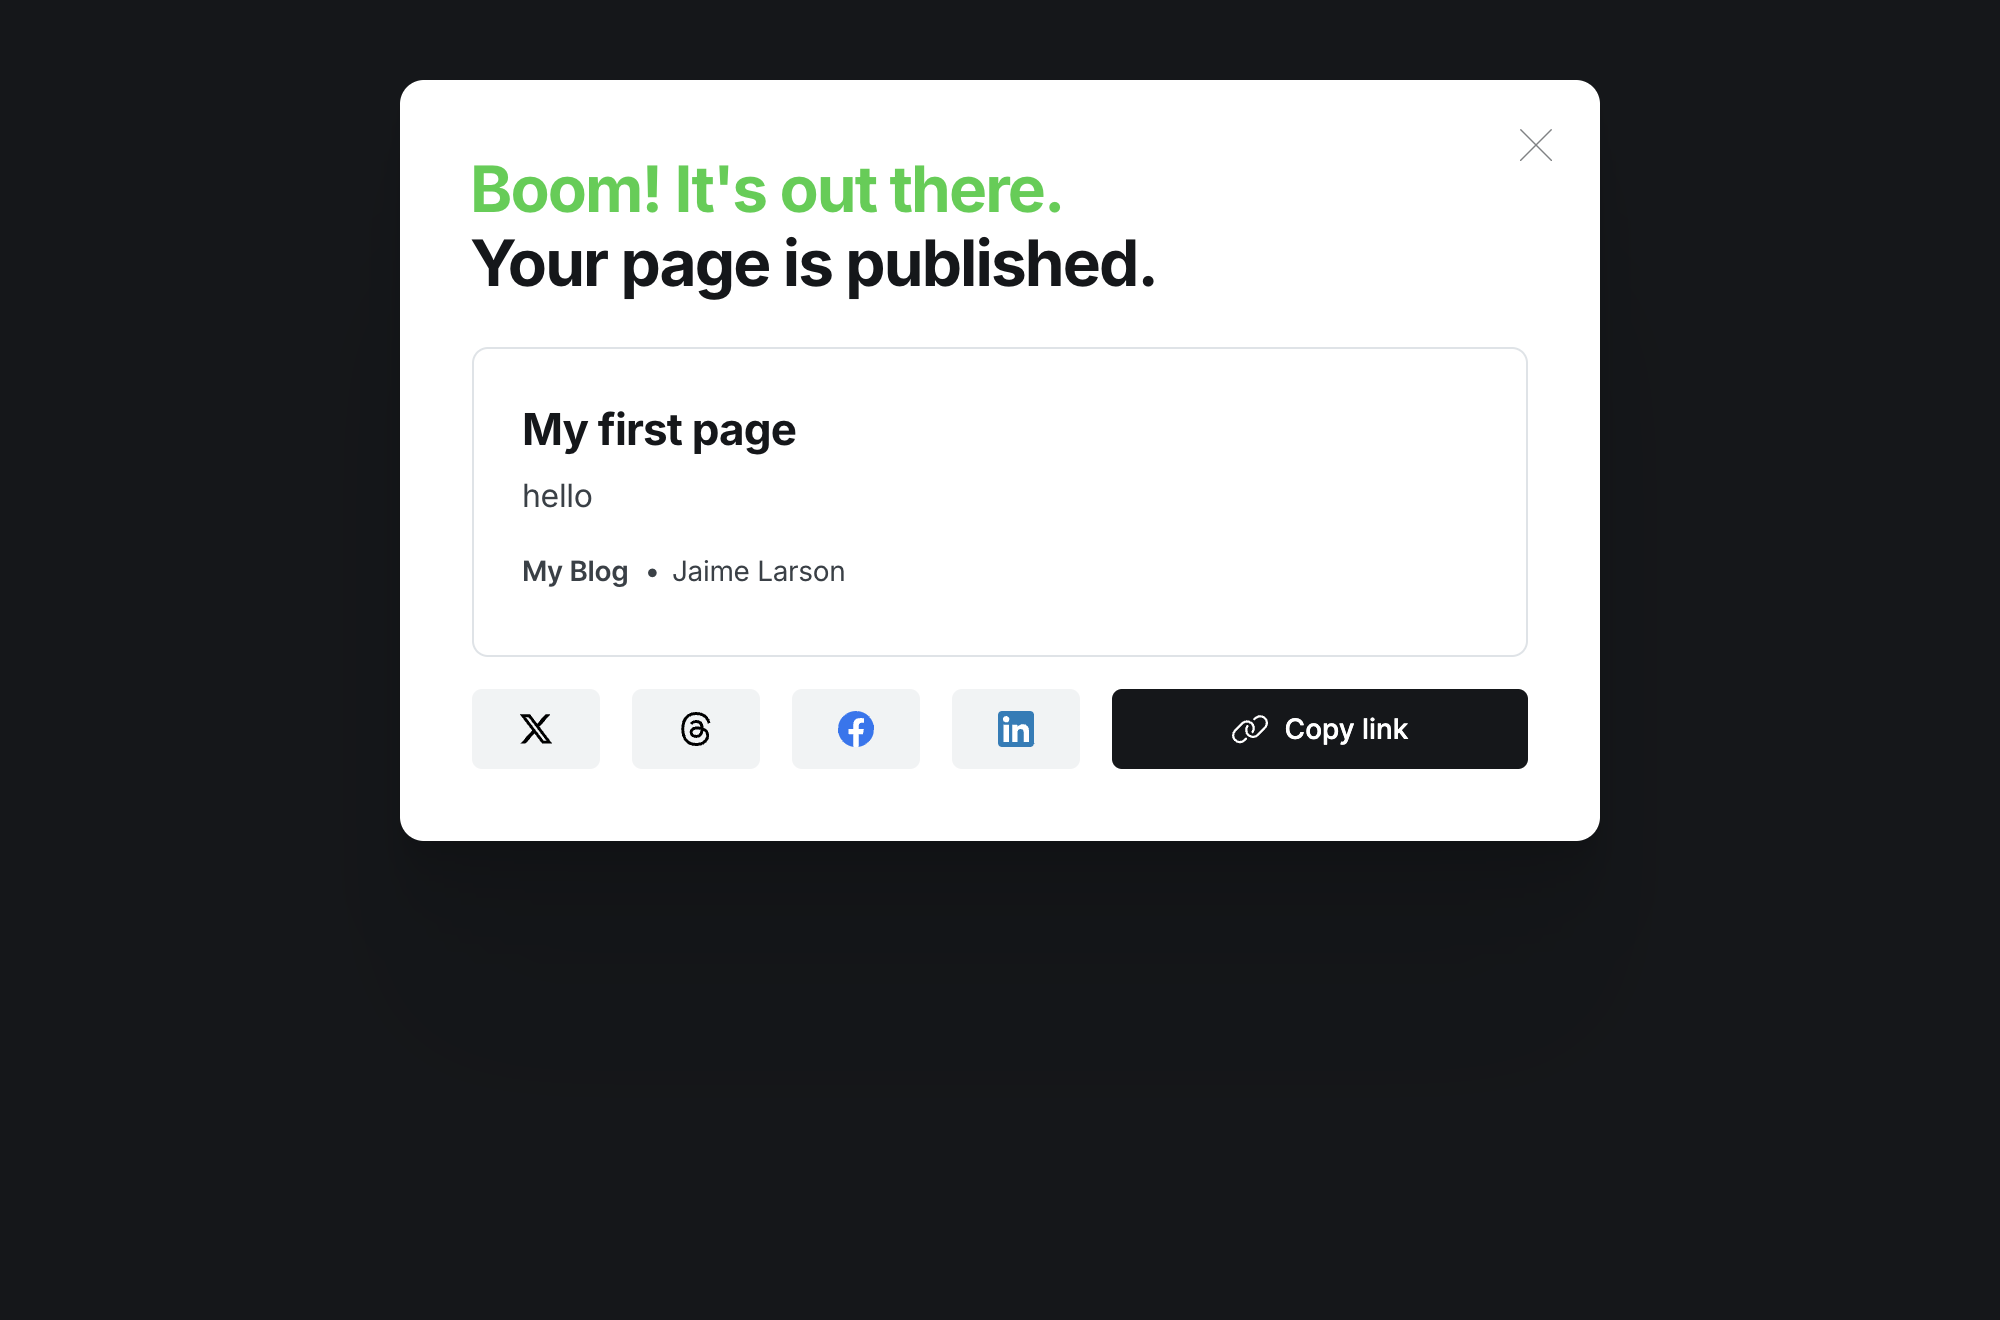 Boom! It's out there.
Your page is published.
My first page
hello
My Blog • Jaime Larson
Copy link